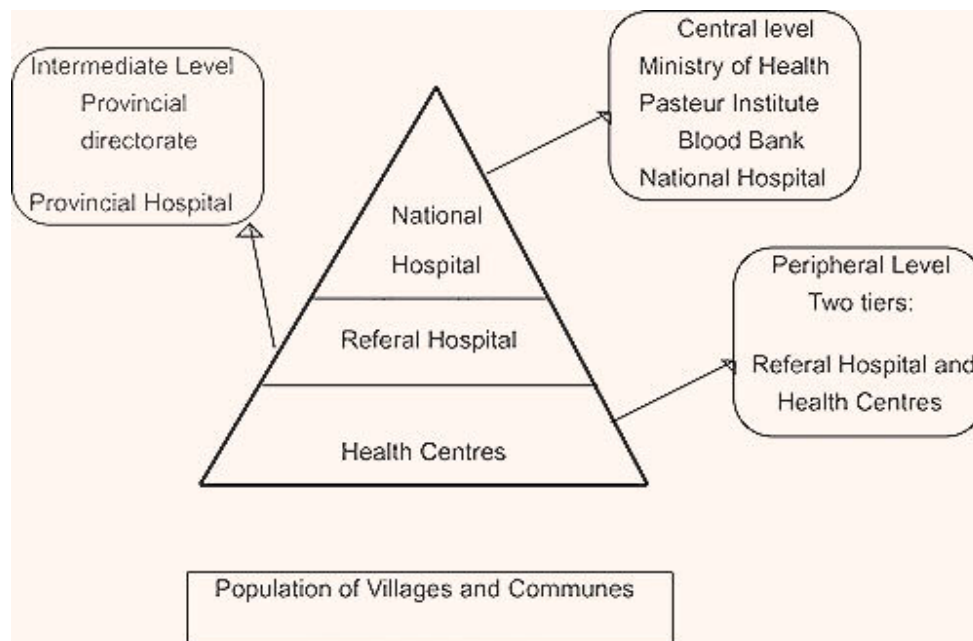 Intermediate Level
Provincial
directorate
Provincial Hospital
Central level
Ministry of Health
Pasteur Institute
Blood Bank
National Hospital
National
Hospital
Referal Hospital
Health Centres
Peripheral Level
Two tiers:
Referal Hospital and
Health Centres
Population of Villages and Communes